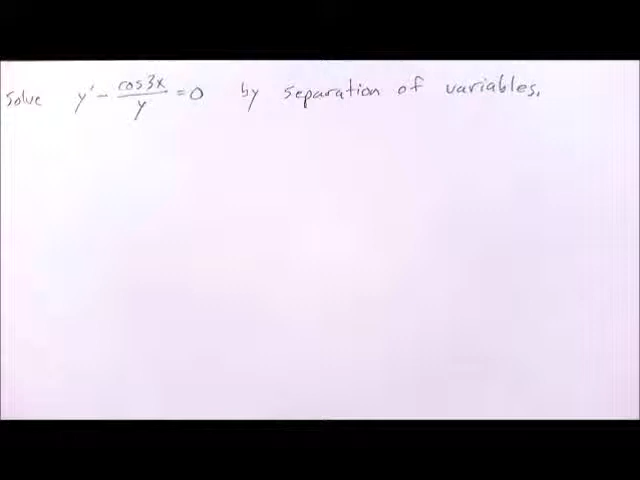 Solve y' - cos3x/y = 0 by separation of variables.